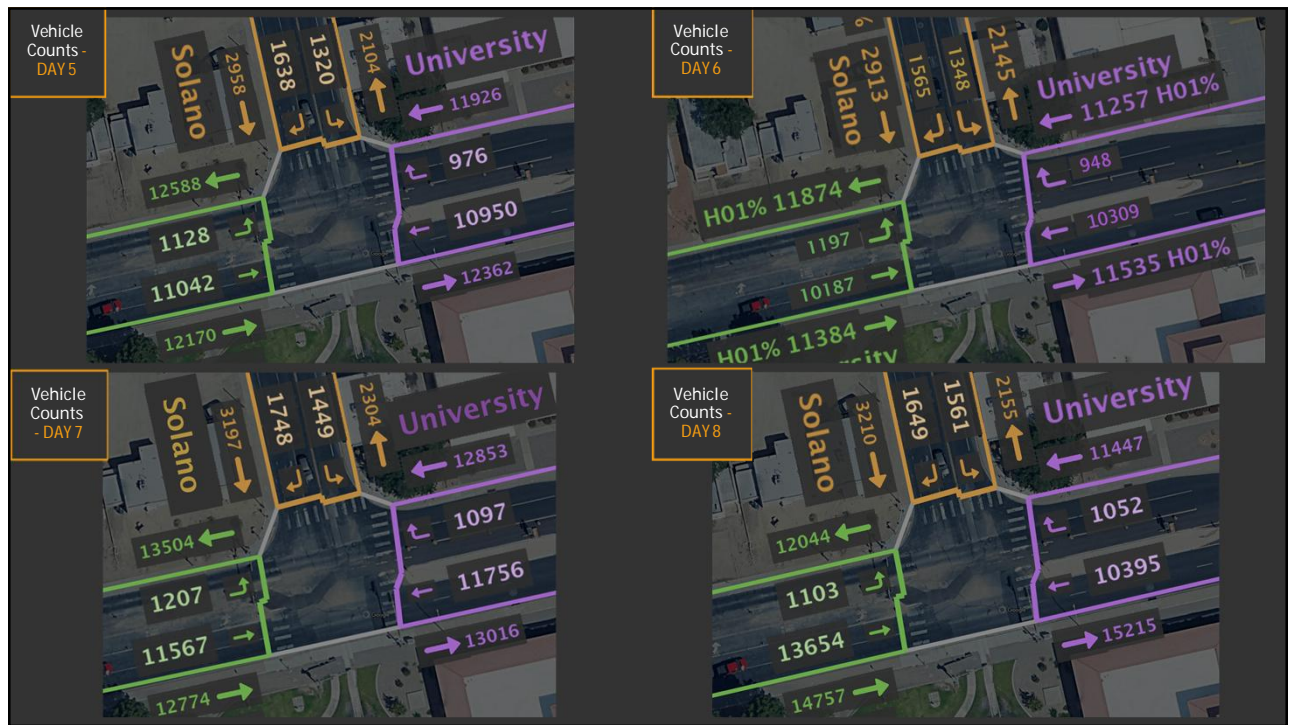 Vehicle
Counts -
DAY 5
Solano
2958
1638
1320
2104
University
11926
976
10950
12362
12588
1128
11042
12170
Vehicle
Counts -
DAY 6
%
Solano
2913
1565
1348
2145
University
11257 H01%
948
10309
11535 H01%
H01% 11874
1197
10187
H01% 11384
rsity
Vehicle
Counts
- DAY 7
Solano
3197
1748
1449
2304
University
12853
1097
11756
13016
13504
1207
11567
12774
Vehicle
Counts -
DAY 8
Solano
3210
1649
1561
2155
University
11447
1052
10395
15215
12044
1103
13654
14757